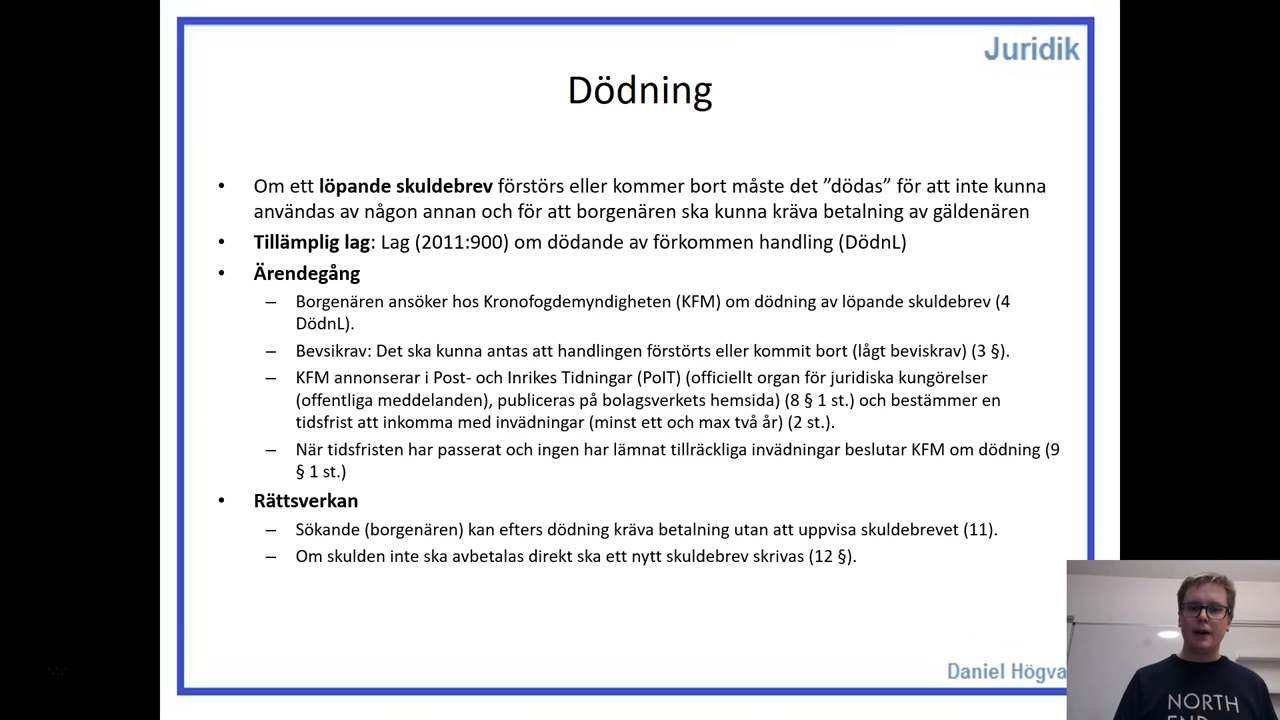 Juridik
Dödning
• Om ett löpande skuldebrev förstörs eller kommer bort måste det ”dödas” för att inte kunna
användas av någon annan och för att borgenären ska kunna kräva betalning av gäldenären
• Tillämplig lag: Lag (2011:900) om dödande av förkommen handling (DödnL)
• Ärendegång
– Borgenären ansöker hos Kronofogdemyndigheten (KFM) om dödning av löpande skuldebrev (4
DödnL).
– Bevsikrav: Det ska kunna antas att handlingen förstörts eller kommit bort (lågt beviskrav) (3 §).
– KFM annonserar i Post- och Inrikes Tidningar (PoIT) (officiellt organ för juridiska kungörelser
(offentliga meddelanden), publiceras på bolagsverkets hemsida) (8 § 1 st.) och bestämmer en
tidsfrist att inkomma med invädningar (minst ett och max två år) (2 st.).
– När tidsfristen har passerat och ingen har lämnat tillräckliga invädningar beslutar KFM om dödning (9
§ 1 st.)
• Rättsverkan
– Sökande (borgenären) kan efters dödning kräva betalning utan att uppvisa skuldebrevet (11).
– Om skulden inte ska avbetalas direkt ska ett nytt skuldebrev skrivas (12 §).
Daniel Högva
NORTH
END